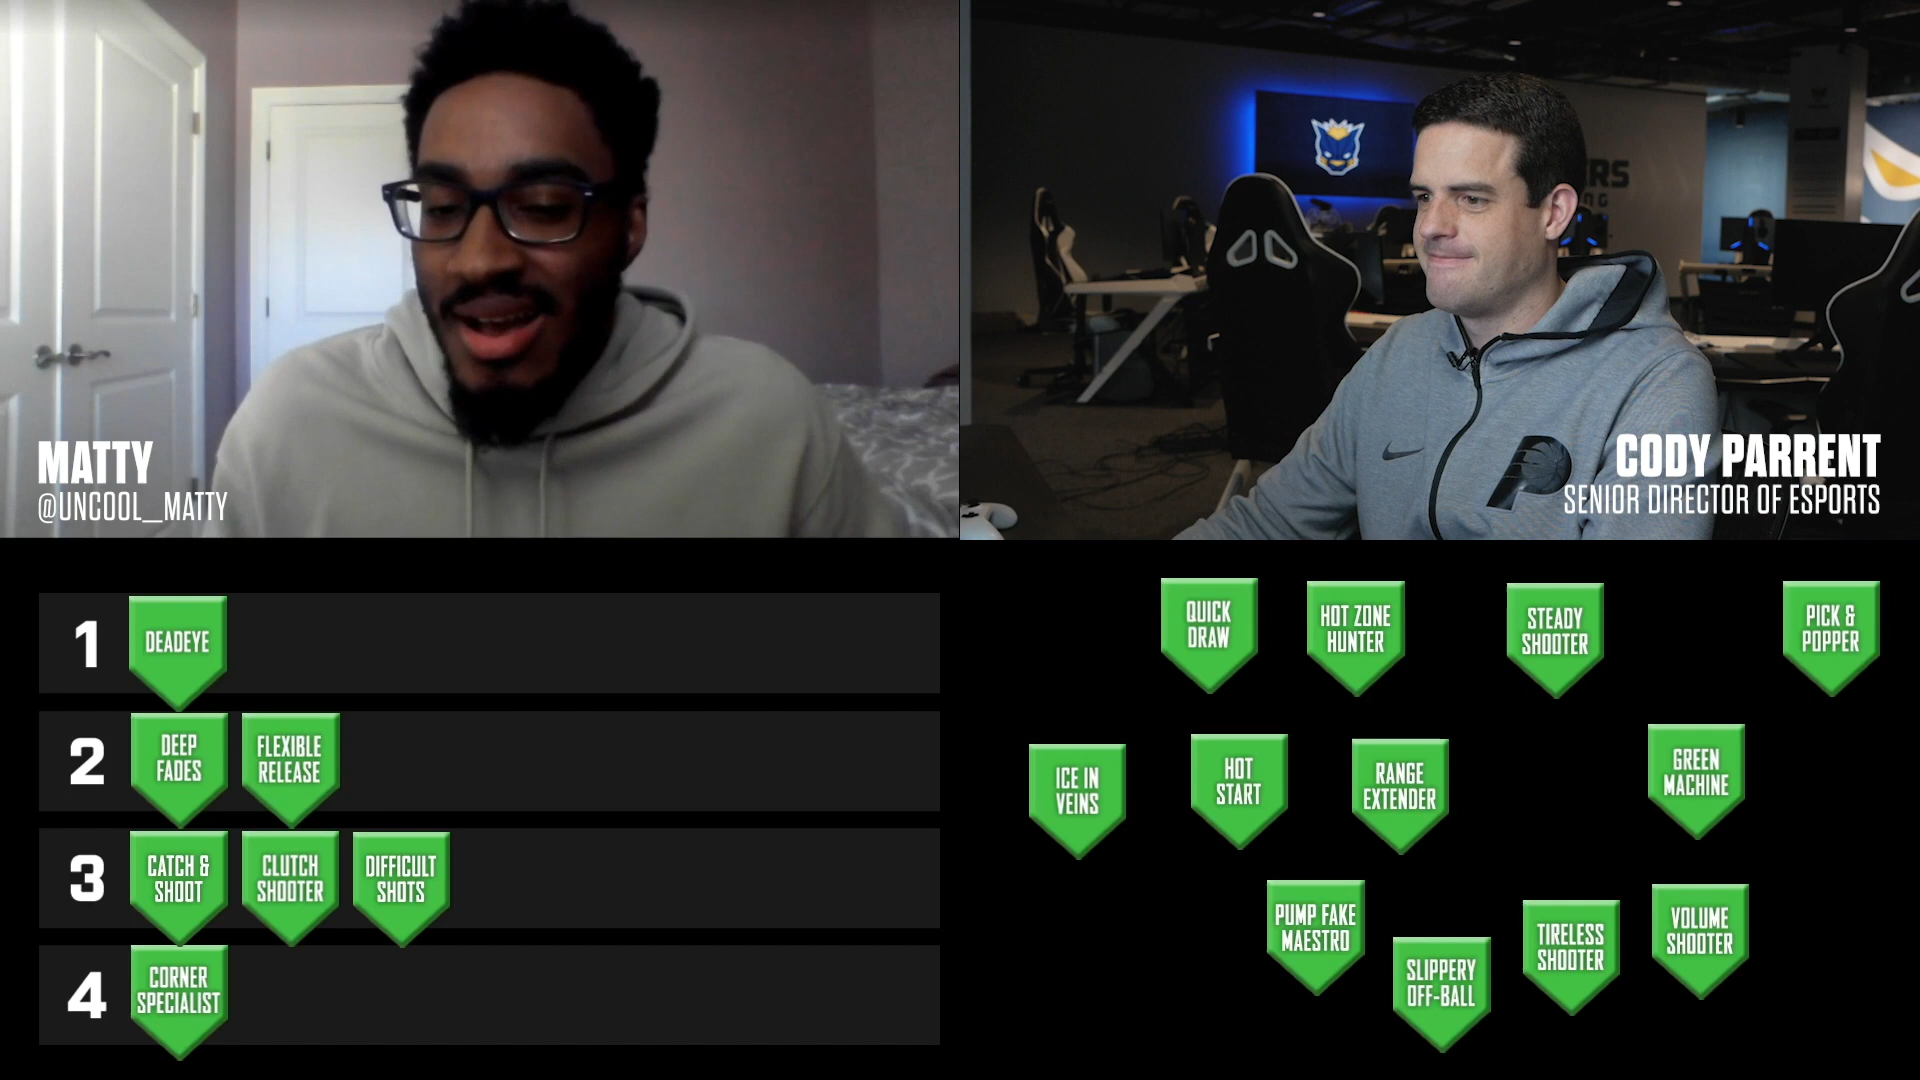 MATTY
@UNCOOL_MATTY
CODY PARRENT
SENIOR DIRECTOR OF ESPORTS
1
DEADEYE
2
DEEP
FADES
FLEXIBLE
RELEASE
3
CATCH &
SHOOT
CLUTCH
SHOOTER
DIFFICULT
SHOTS
4
CORNER
SPECIALIST
QUICK
DRAW
HOT ZONE
HUNTER
STEADY
SHOOTER
PICK &
POPPER
ICE IN
VEINS
HOT
START
RANGE
EXTENDER
GREEN
MACHINE
PUMP FAKE
MAESTRO
SLIPPERY
OFF-BALL
TIRELESS
SHOOTER
VOLUME
SHOOTER